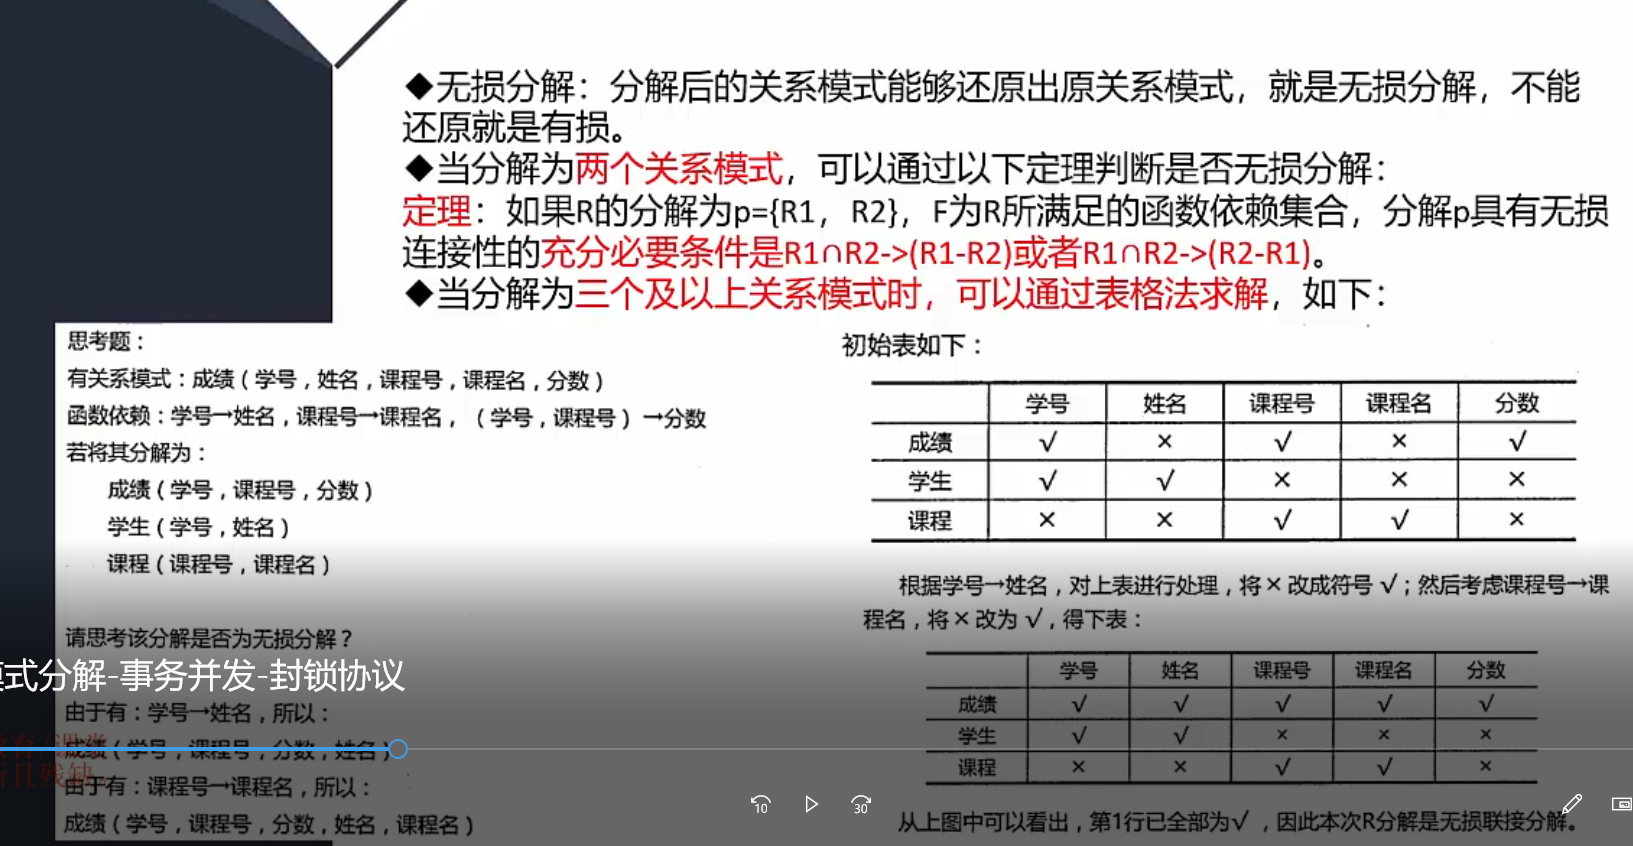 ◆无损分解：分解后的关系模式能够还原出原关系模式，就是无损分解，不能
还原就是有损。
◆当分解为两个关系模式，可以通过以下定理判断是否无损分解：
定理：如果R的分解为p={R1，R2}，F为R所满足的函数依赖集合，分解p具有无损
连接性的充分必要条件是R1∩R2->(R1-R2)或者R1∩R2->(R2-R1)。
◆当分解为三个及以上关系模式时，可以通过表格法求解，如下：
思考题：
有关系模式：成绩（学号，姓名，课程号，课程名，分数）
函数依赖：学号→姓名，课程号→课程名，（学号，课程号）→分数
若将其分解为：
成绩（学号，课程号，分数）
学生（学号，姓名）
课程（课程号，课程名）
请思考该分解是否为无损分解？
式分解-事务并发-封锁协议
由于有：学号→姓名，所以：
成绩（学号，课程号，分数，姓名）
由于有：课程号→课程名，所以：
成绩（学号，课程号，分数，姓名，课程名）
初始表如下：
学号 姓名 课程号 课程名 分数
成绩 √ × √ × √
学生 √ √ × × ×
课程 × × √ √ ×
根据学号→姓名，对上表进行处理，将×改成符号√；然后考虑课程号→课
程名，将×改为√，得下表：
学号 姓名 课程号 课程名 分数
成绩 √ √ √ √ √
学生 √ √ × × ×
课程 × × √ √ ×
从上图中可以看出，第1行已全部为√，因此本次R分解是无损联接分解。
10 30